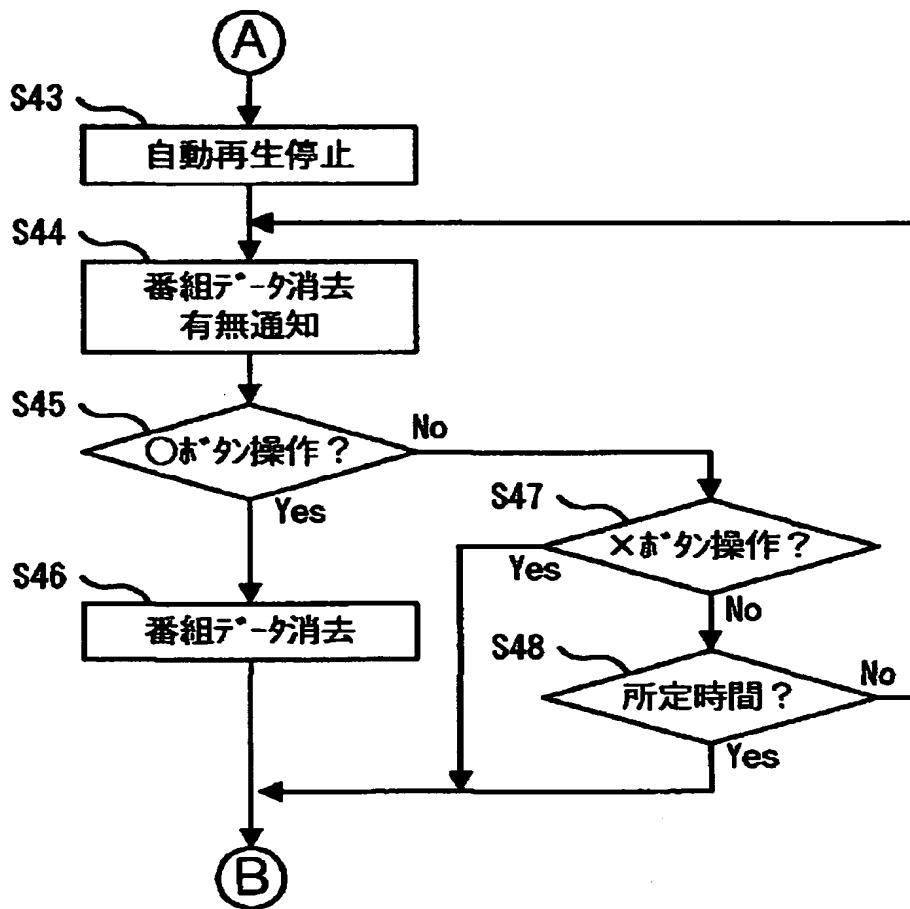 A
S43
自動再生停止
S44
番組ﾃﾞｰﾀ消去
有無通知
S45
○ﾎﾞﾀﾝ操作？
No
Yes
S47
×ﾎﾞﾀﾝ操作？
Yes
No
S46
番組ﾃﾞｰﾀ消去
S48
所定時間？
No
Yes
B